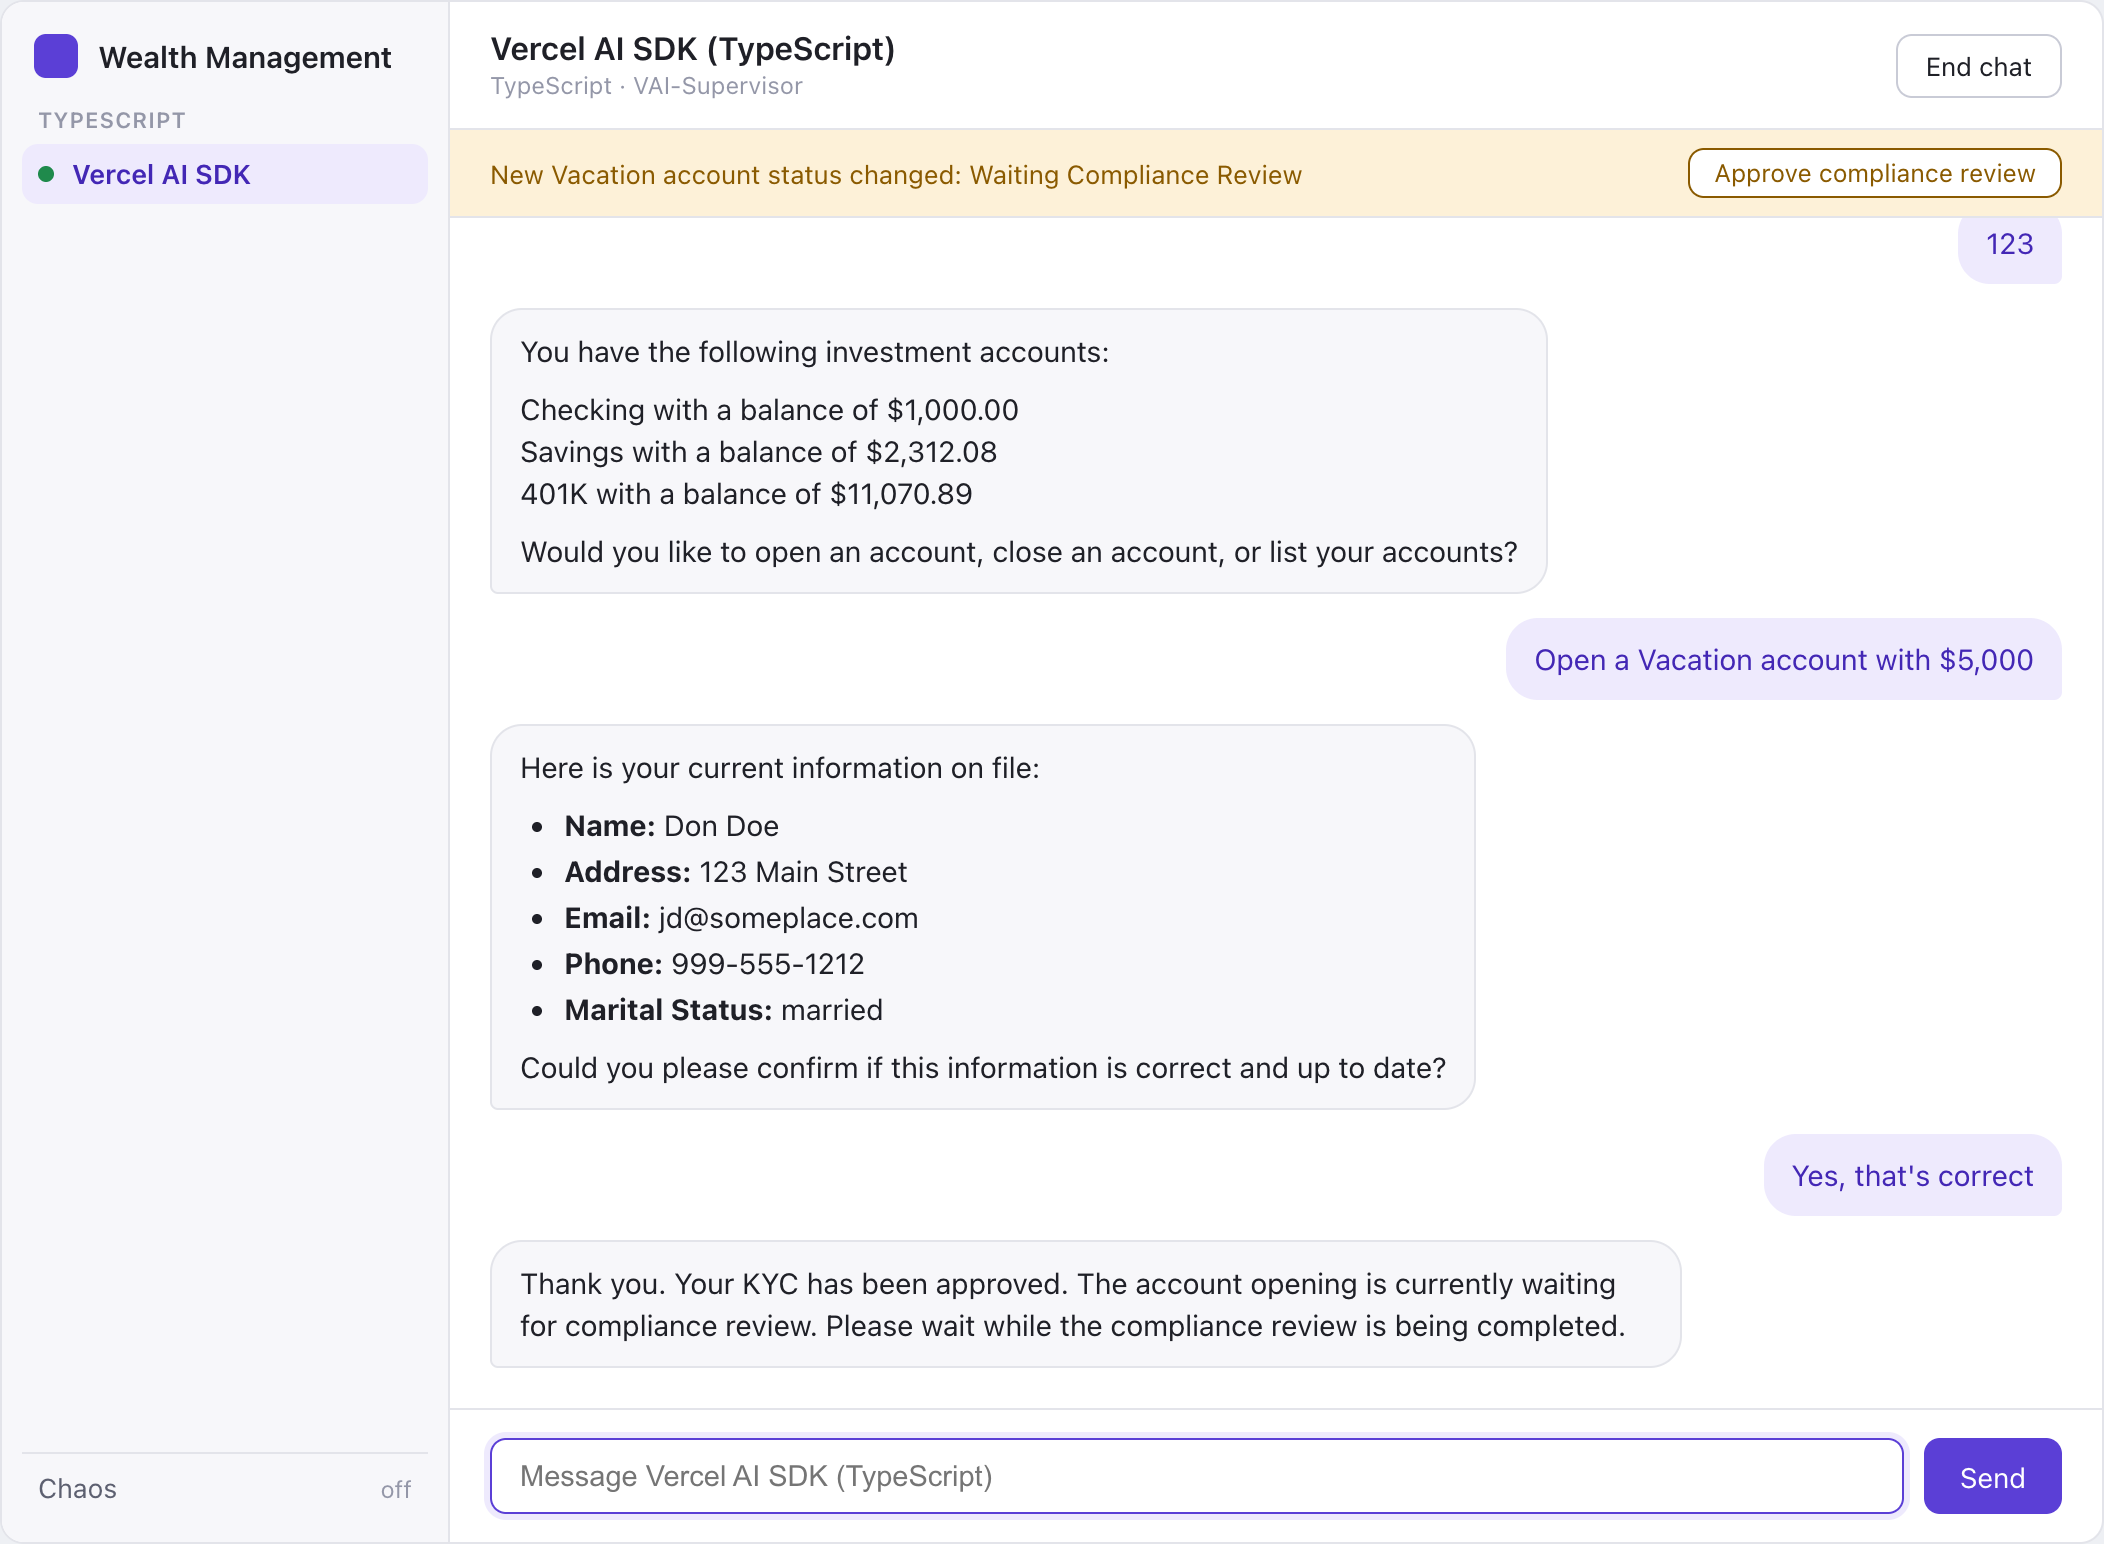 Wealth Management
TYPESCRIPT
Vercel AI SDK
Chaos
off
Vercel AI SDK (TypeScript)
TypeScript · VAI-Supervisor
End chat
New Vacation account status changed: Waiting Compliance Review
Approve compliance review
123
You have the following investment accounts:
Checking with a balance of $1,000.00
Savings with a balance of $2,312.08
401K with a balance of $11,070.89
Would you like to open an account, close an account, or list your accounts?
Open a Vacation account with $5,000
Here is your current information on file:
• Name: Don Doe
• Address: 123 Main Street
• Email: jd@someplace.com
• Phone: 999-555-1212
• Marital Status: married
Could you please confirm if this information is correct and up to date?
Yes, that's correct
Thank you. Your KYC has been approved. The account opening is currently waiting
for compliance review. Please wait while the compliance review is being completed.
Message Vercel AI SDK (TypeScript)
Send